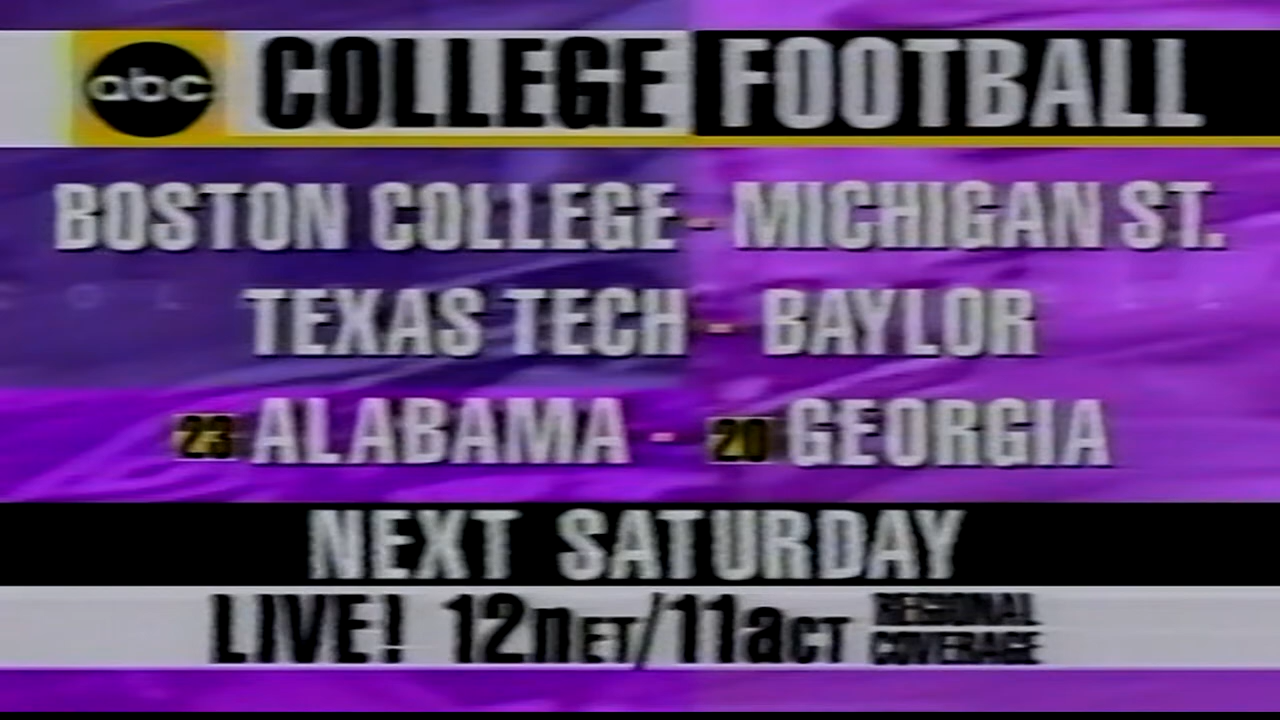 abc COLLEGE FOOTBALL
BOSTON COLLEGE - MICHIGAN ST.
TEXAS TECH - BAYLOR
23 ALABAMA - 20 GEORGIA
NEXT SATURDAY
LIVE! 12nET/11aCT REGIONAL COVERAGE